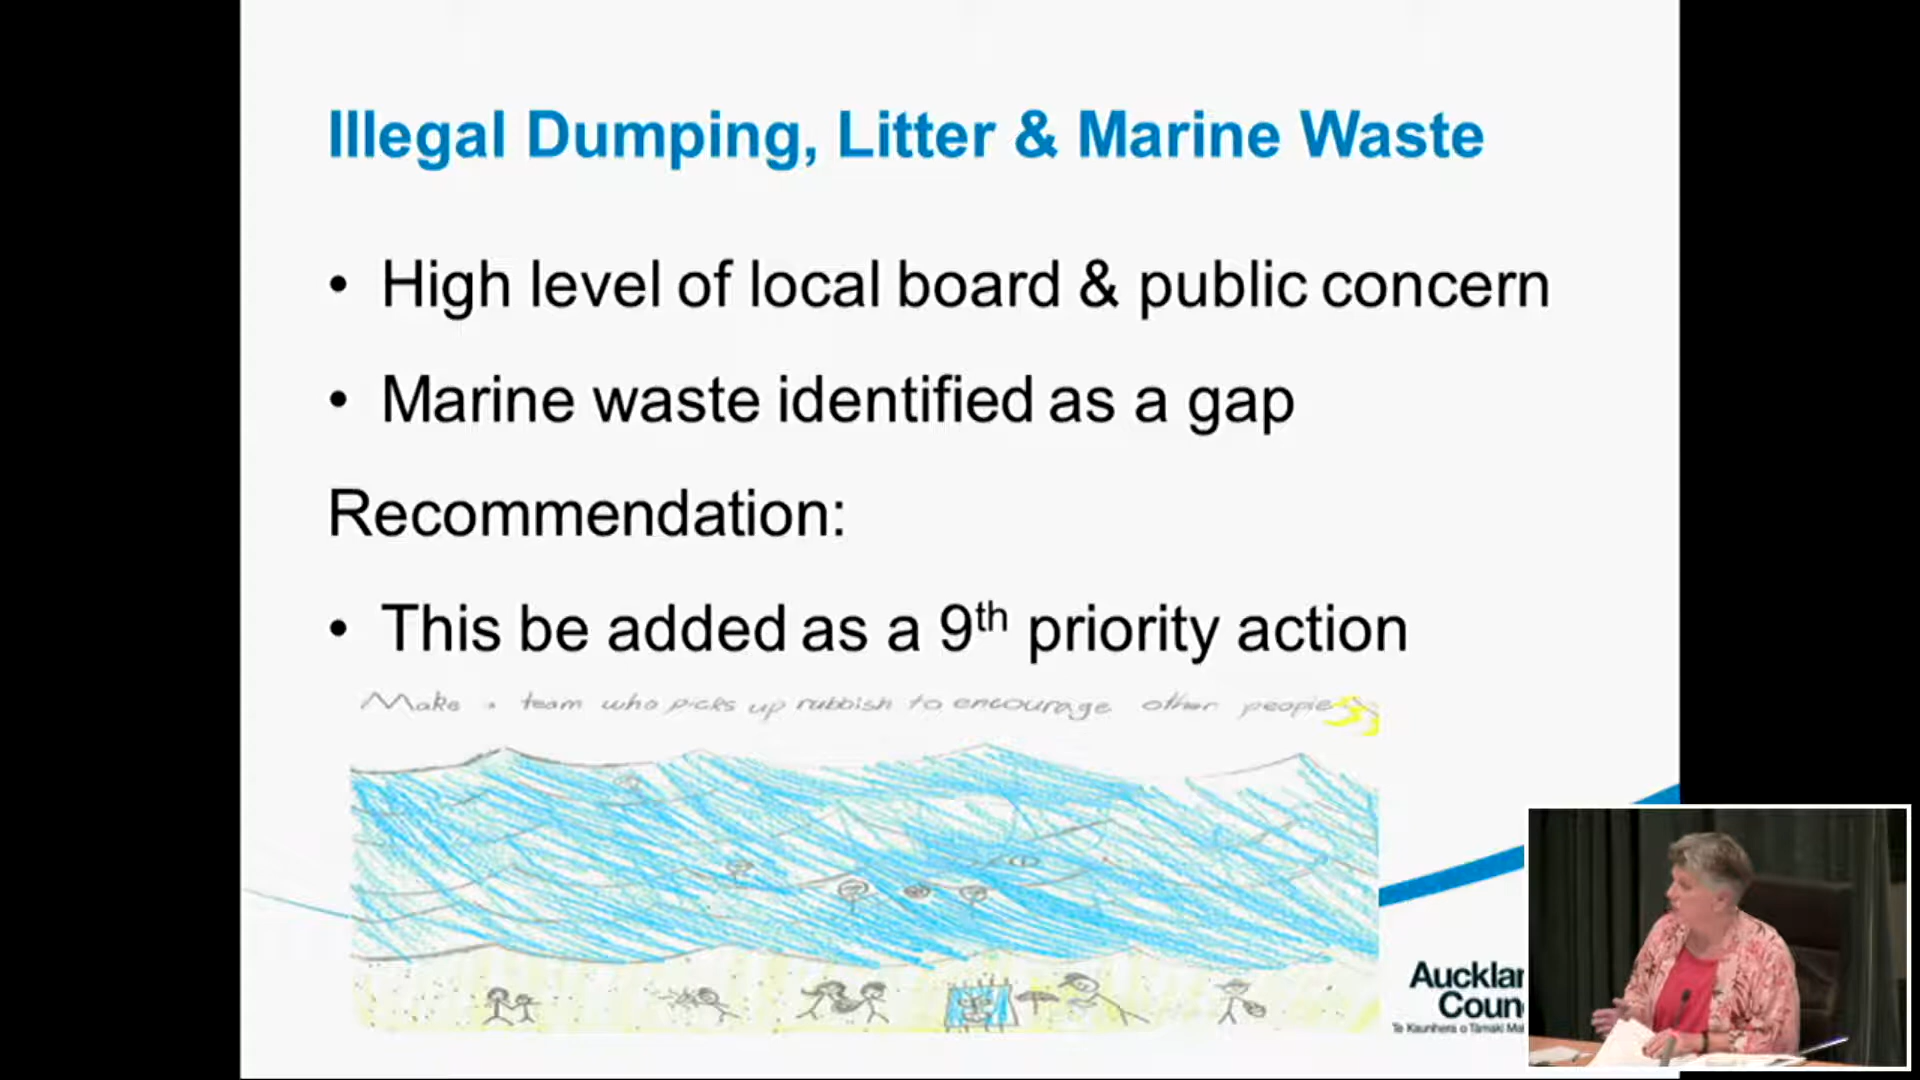 Illegal Dumping, Litter & Marine Waste
• High level of local board & public concern
• Marine waste identified as a gap
Recommendation:
• This be added as a 9th priority action
Make a team who picks up rubbish to encourage other people
Auckland
Coun
Te Kaunihera o Tāmaki